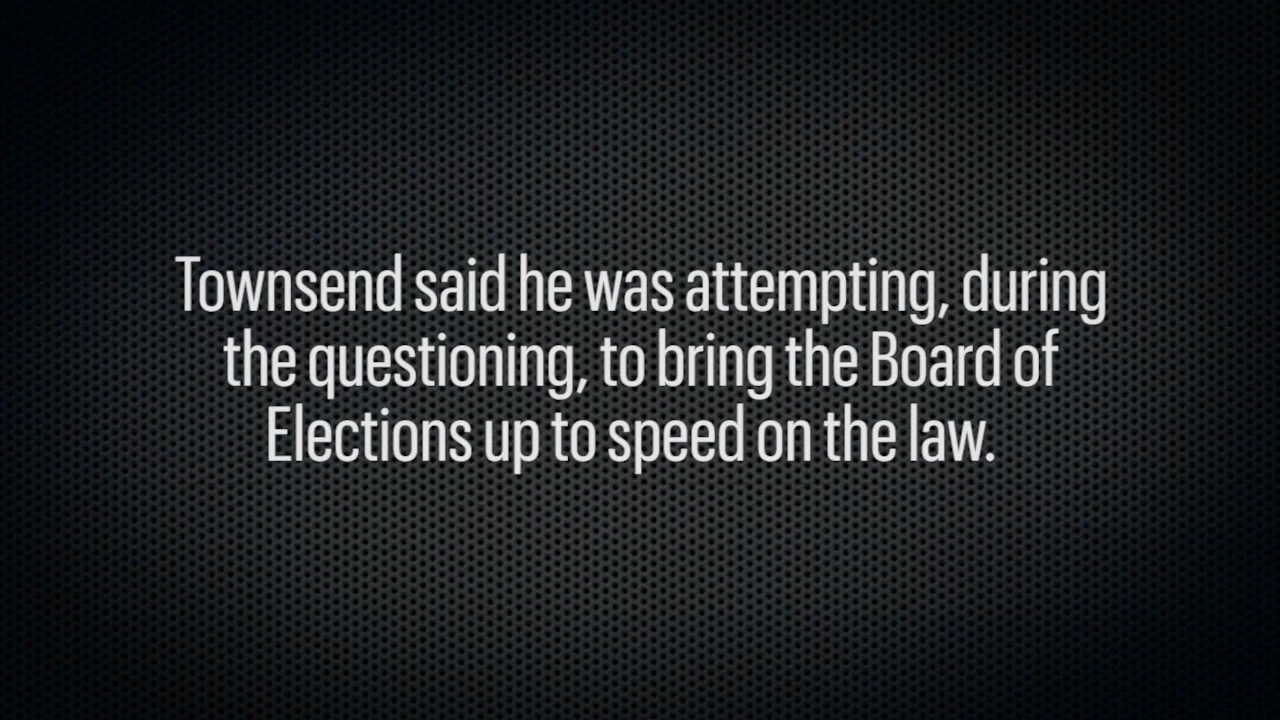 Townsend said he was attempting, during
the questioning, to bring the Board of
Elections up to speed on the law.